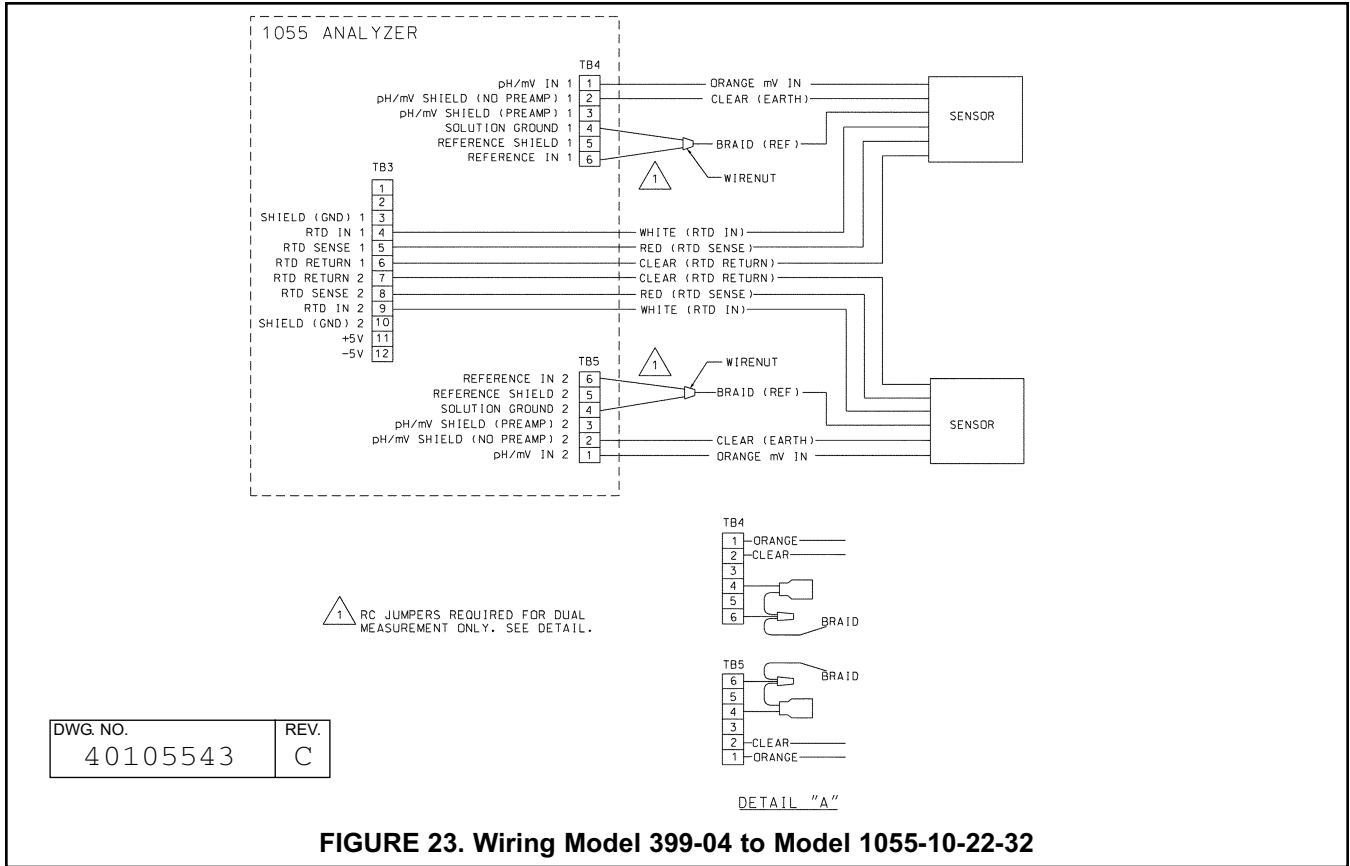 1055 ANALYZER
TB4
pH/mV IN 1 1 ORANGE mV IN
pH/mV SHIELD (NO PREAMP) 1 2 CLEAR (EARTH)
pH/mV SHIELD (PREAMP) 1 3
SOLUTION GROUND 1 4
REFERENCE SHIELD 1 5
REFERENCE IN 1 6
BRAID (REF)
1
WIRENUT
SENSOR
TB3
1
2
SHIELD (GND) 1 3
RTD IN 1 4 WHITE (RTD IN)
RTD SENSE 1 5 RED (RTD SENSE)
RTD RETURN 1 6 CLEAR (RTD RETURN)
RTD RETURN 2 7 CLEAR (RTD RETURN)
RTD SENSE 2 8 RED (RTD SENSE)
RTD IN 2 9 WHITE (RTD IN)
SHIELD (GND) 2 10
+5V 11
-5V 12
TB5
1
WIRENUT
REFERENCE IN 2 6
REFERENCE SHIELD 2 5
BRAID (REF)
SOLUTION GROUND 2 4
pH/mV SHIELD (PREAMP) 2 3
pH/mV SHIELD (NO PREAMP) 2 2 CLEAR (EARTH)
pH/mV IN 2 1 ORANGE mV IN
SENSOR
TB4
1 ORANGE
2 CLEAR
3
4
5
6
BRAID
1 RC JUMPERS REQUIRED FOR DUAL
MEASUREMENT ONLY. SEE DETAIL.
TB5
BRAID
6
5
4
3
2 CLEAR
1 ORANGE
DETAIL "A"
DWG. NO. REV.
40105543 C
FIGURE 23. Wiring Model 399-04 to Model 1055-10-22-32